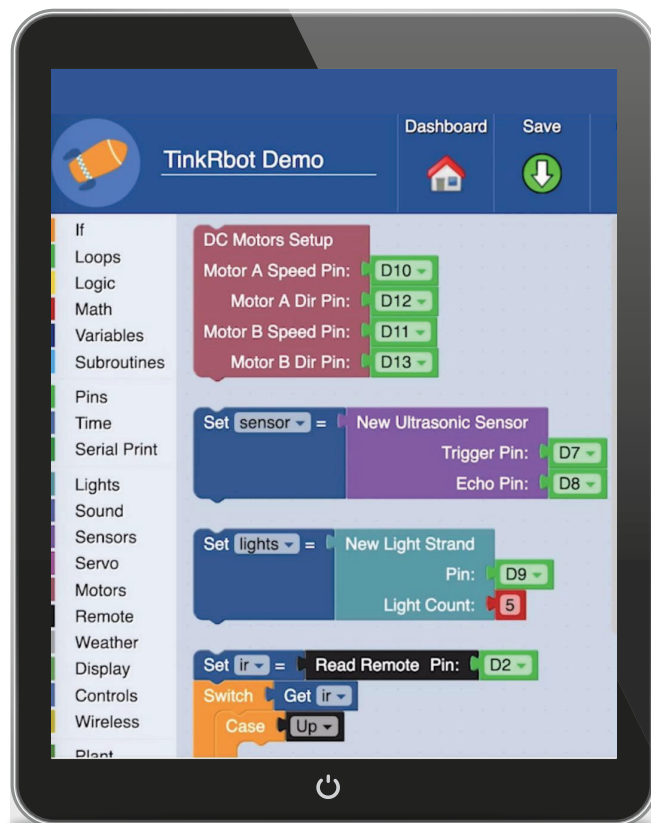 TinkRbot Demo
Dashboard
Save
If
Loops
Logic
Math
Variables
Subroutines
Pins
Time
Serial Print
Lights
Sound
Sensors
Servo
Motors
Remote
Weather
Display
Controls
Wireless
Plant
DC Motors Setup
Motor A Speed Pin: D10
Motor A Dir Pin: D12
Motor B Speed Pin: D11
Motor B Dir Pin: D13
Set sensor = New Ultrasonic Sensor
Trigger Pin: D7
Echo Pin: D8
Set lights = New Light Strand
Pin: D9
Light Count: 5
Set ir = Read Remote Pin: D2
Switch Get ir
Case Up